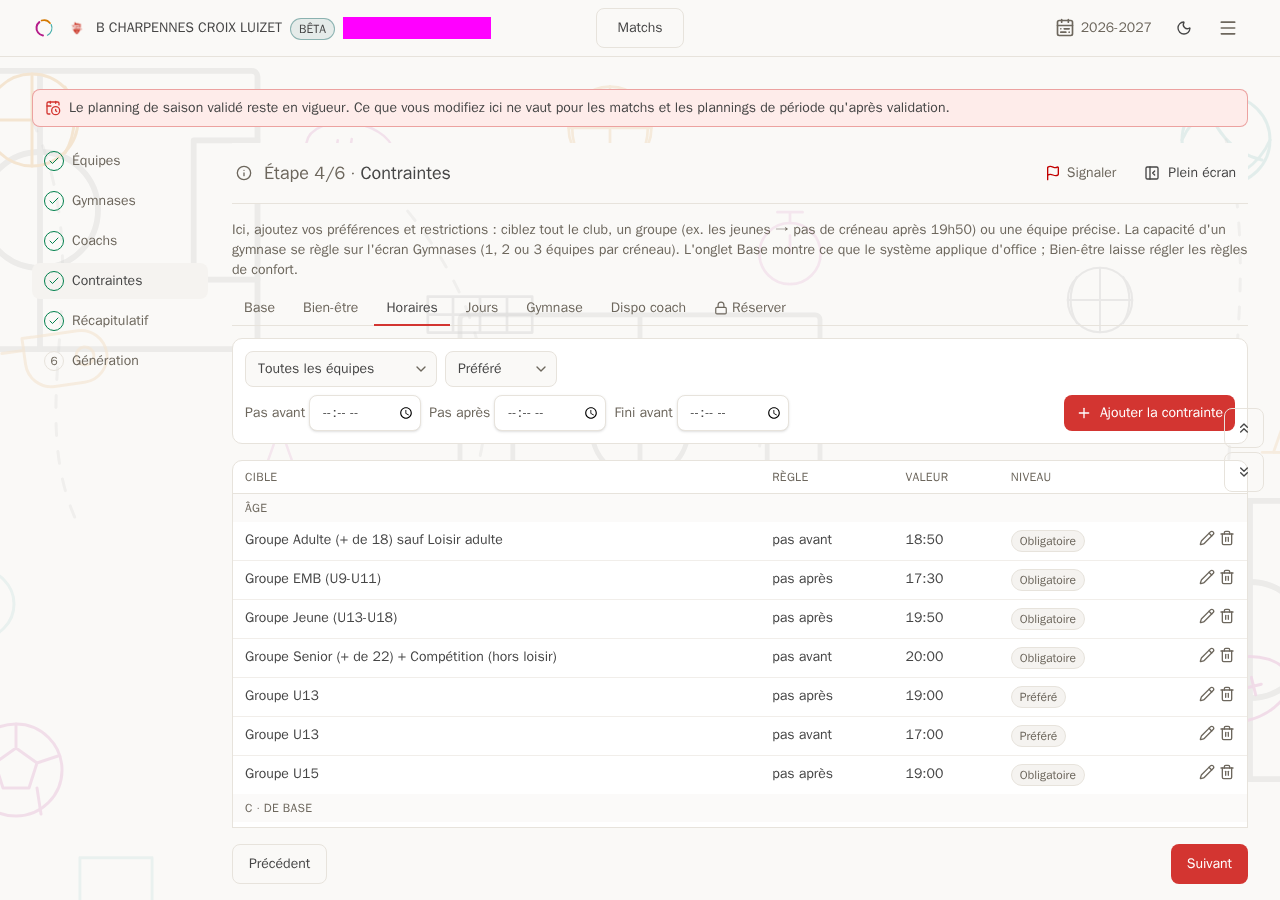 B CHARPENNES CROIX LUIZET BÊTA Matchs 2026-2027
Le planning de saison validé reste en vigueur. Ce que vous modifiez ici ne vaut pour les matchs et les plannings de période qu'après validation.
Équipes
Gymnases
Coachs
Contraintes
Récapitulatif
6 Génération
Étape 4/6 · Contraintes Signaler Plein écran
Ici, ajoutez vos préférences et restrictions : ciblez tout le club, un groupe (ex. les jeunes → pas de créneau après 19h50) ou une équipe précise. La capacité d'un
gymnase se règle sur l'écran Gymnases (1, 2 ou 3 équipes par créneau). L'onglet Base montre ce que le système applique d'office ; Bien-être laisse régler les règles
de confort.
Base Bien-être Horaires Jours Gymnase Dispo coach Réserver
Toutes les équipes Préféré
Pas avant --:-- -- Pas après --:-- -- Fini avant --:-- -- Ajouter la contrainte
CIBLE RÈGLE VALEUR NIVEAU
ÂGE
Groupe Adulte (+ de 18) sauf Loisir adulte pas avant 18:50 Obligatoire
Groupe EMB (U9-U11) pas après 17:30 Obligatoire
Groupe Jeune (U13-U18) pas après 19:50 Obligatoire
Groupe Senior (+ de 22) + Compétition (hors loisir) pas avant 20:00 Obligatoire
Groupe U13 pas après 19:00 Préféré
Groupe U13 pas avant 17:00 Préféré
Groupe U15 pas après 19:00 Obligatoire
C · DE BASE
Précédent Suivant